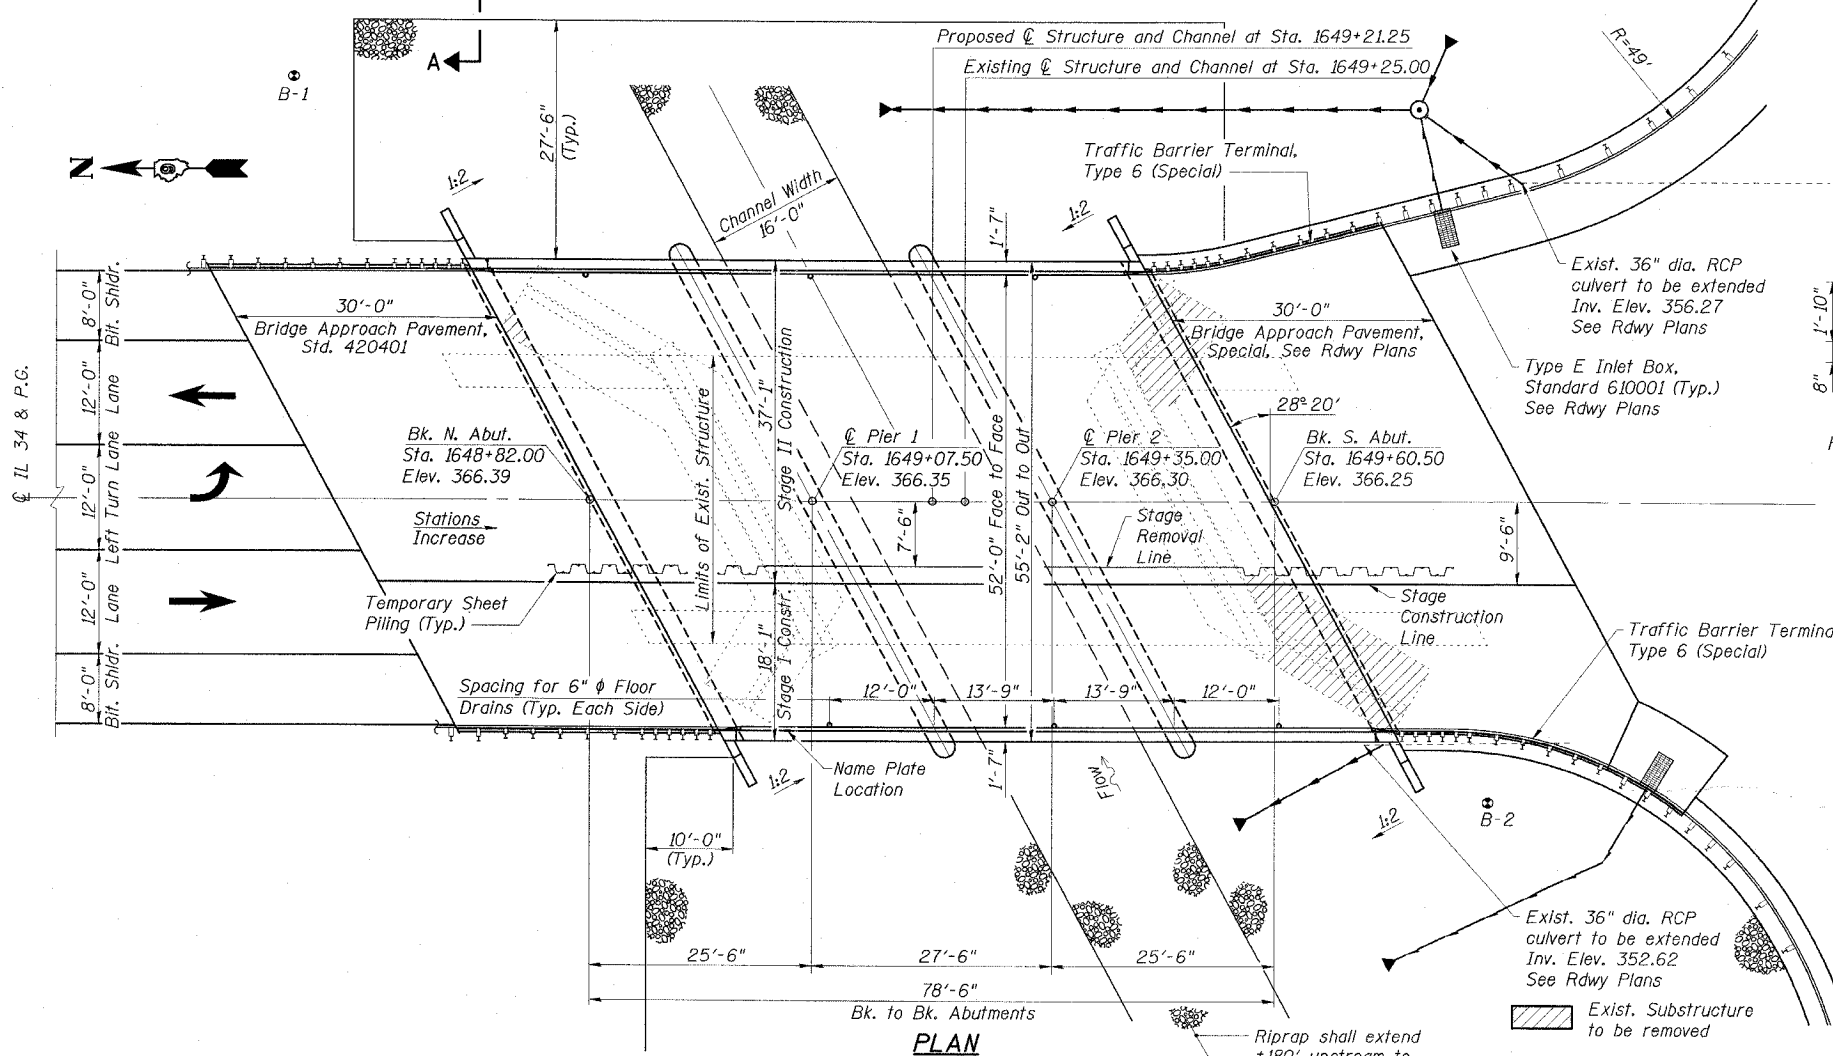 Proposed ℄ Structure and Channel at Sta. 1649+21.25
Existing ℄ Structure and Channel at Sta. 1649+25.00
A
B-1
N
27'-6"
(Typ.)
R=49'
Traffic Barrier Terminal,
Type 6 (Special)
1:2
Channel Width
16'-0"
1'-7"
1:2
Exist. 36" dia. RCP
culvert to be extended
Inv. Elev. 356.27
See Rdwy Plans
1'-10"
8"
Type E Inlet Box,
Standard 610001 (Typ.)
See Rdwy Plans
℄ IL 34 & P.G.
8'-0"
Bit. Shldr.
12'-0"
Lane
12'-0"
Left Turn Lane
12'-0"
Lane
8'-0"
Bit. Shldr.
30'-0"
Bridge Approach Pavement,
Std. 420401
30'-0"
Bridge Approach Pavement,
Special, See Rdwy Plans
28°20'
Limits of Exist. Structure
37'-1"
Stage II Construction
18'-1"
Stage I Constr.
52'-0" Face to Face
55'-2" Out to Out
Bk. N. Abut.
Sta. 1648+82.00
Elev. 366.39
℄ Pier 1
Sta. 1649+07.50
Elev. 366.35
℄ Pier 2
Sta. 1649+35.00
Elev. 366.30
Bk. S. Abut.
Sta. 1649+60.50
Elev. 366.25
Stations
Increase
7'-6"
Stage
Removal
Line
9'-6"
Temporary Sheet
Piling (Typ.)
Stage
Construction
Line
Traffic Barrier Termina
Type 6 (Special)
Spacing for 6" ϕ Floor
Drains (Typ. Each Side)
12'-0"
13'-9"
13'-9"
12'-0"
1'-7"
Name Plate
Location
1:2
Flow
1:2
B-2
10'-0"
(Typ.)
Exist. 36" dia. RCP
culvert to be extended
Inv. Elev. 352.62
See Rdwy Plans
25'-6"
27'-6"
25'-6"
78'-6"
Bk. to Bk. Abutments
Exist. Substructure
to be removed
PLAN
Riprap shall extend
±180' upstream to